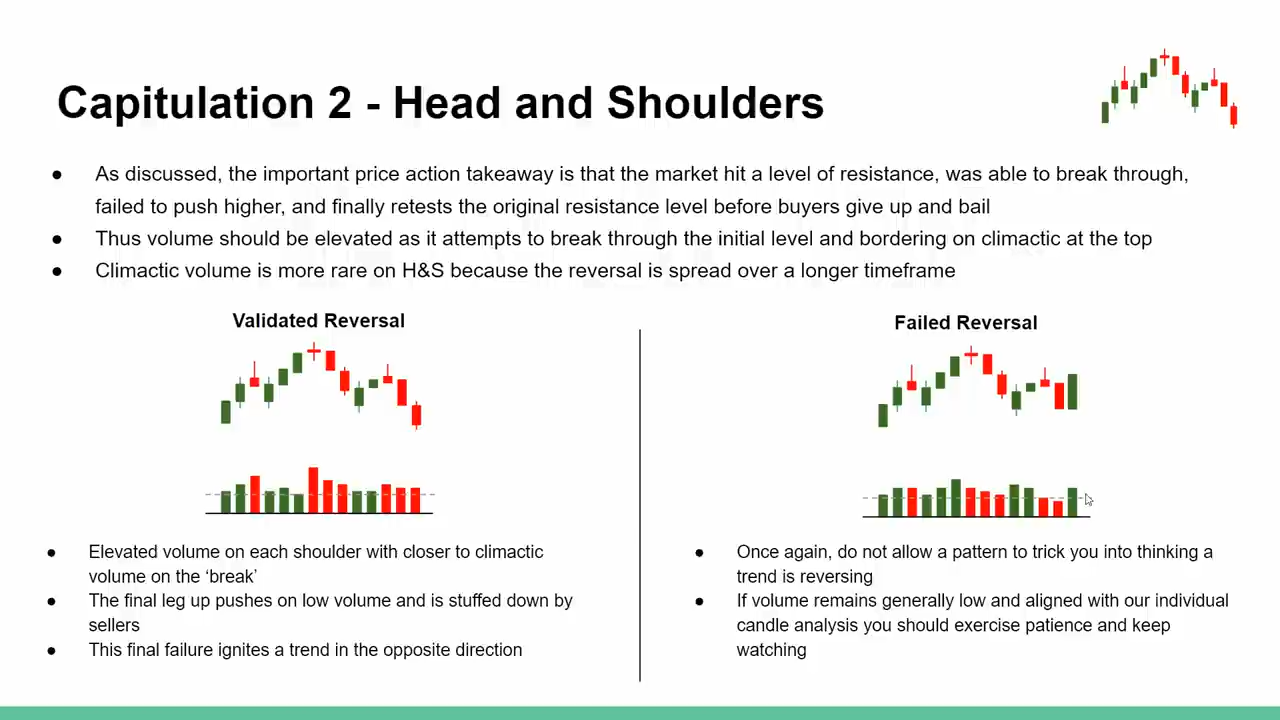 Capitulation 2 - Head and Shoulders
● As discussed, the important price action takeaway is that the market hit a level of resistance, was able to break through,
failed to push higher, and finally retests the original resistance level before buyers give up and bail
● Thus volume should be elevated as it attempts to break through the initial level and bordering on climactic at the top
● Climactic volume is more rare on H&S because the reversal is spread over a longer timeframe
Validated Reversal
● Elevated volume on each shoulder with closer to climactic
volume on the ‘break’
● The final leg up pushes on low volume and is stuffed down by
sellers
● This final failure ignites a trend in the opposite direction
Failed Reversal
● Once again, do not allow a pattern to trick you into thinking a
trend is reversing
● If volume remains generally low and aligned with our individual
candle analysis you should exercise patience and keep
watching